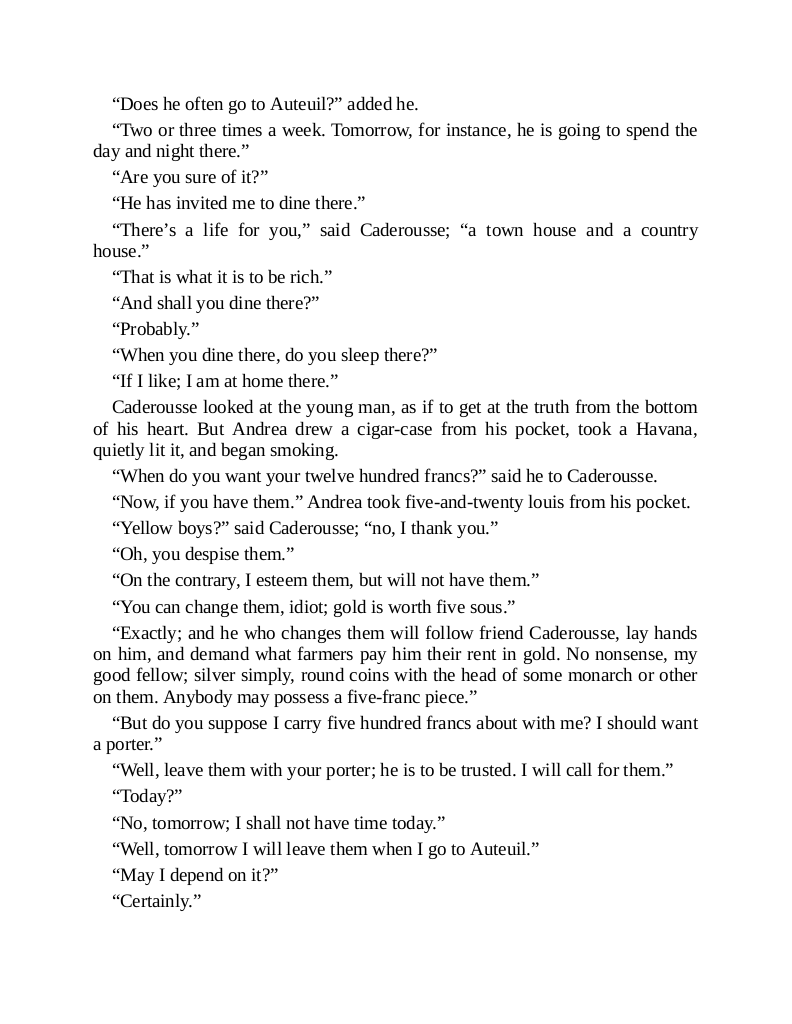 “Does he often go to Auteuil?” added he.
“Two or three times a week. Tomorrow, for instance, he is going to spend the
day and night there.”
“Are you sure of it?”
“He has invited me to dine there.”
“There’s a life for you,” said Caderousse; “a town house and a country
house.”
“That is what it is to be rich.”
“And shall you dine there?”
“Probably.”
“When you dine there, do you sleep there?”
“If I like; I am at home there.”
Caderousse looked at the young man, as if to get at the truth from the bottom
of his heart. But Andrea drew a cigar-case from his pocket, took a Havana,
quietly lit it, and began smoking.
“When do you want your twelve hundred francs?” said he to Caderousse.
“Now, if you have them.” Andrea took five-and-twenty louis from his pocket.
“Yellow boys?” said Caderousse; “no, I thank you.”
“Oh, you despise them.”
“On the contrary, I esteem them, but will not have them.”
“You can change them, idiot; gold is worth five sous.”
“Exactly; and he who changes them will follow friend Caderousse, lay hands
on him, and demand what farmers pay him their rent in gold. No nonsense, my
good fellow; silver simply, round coins with the head of some monarch or other
on them. Anybody may possess a five-franc piece.”
“But do you suppose I carry five hundred francs about with me? I should want
a porter.”
“Well, leave them with your porter; he is to be trusted. I will call for them.”
“Today?”
“No, tomorrow; I shall not have time today.”
“Well, tomorrow I will leave them when I go to Auteuil.”
“May I depend on it?”
“Certainly.”